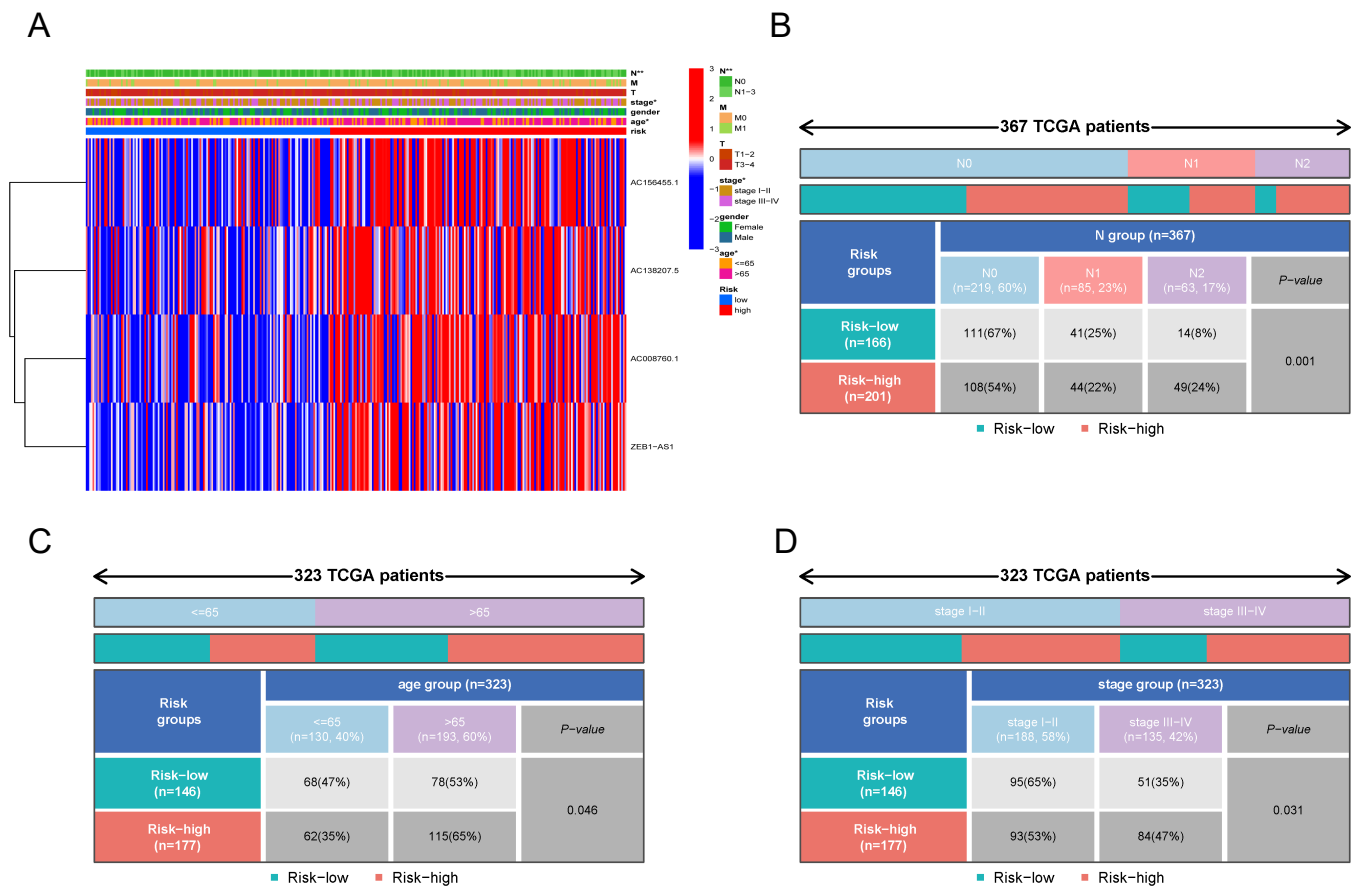 A
N**
M
T
stage*
gender
age*
risk
AC156455.1
AC138207.5
AC008760.1
ZEB1−AS1
3
2
1
0
−1
−2
−3
N**
N0
N1−3
M
M0
M1
T
T1−2
T3−4
stage*
stage I−II
stage III−IV
gender
Female
Male
age*
<=65
>65
Risk
low
high
B
367 TCGA patients
N0 N1 N2
Risk
groups
N group (n=367)
N0
(n=219, 60%)
N1
(n=85, 23%)
N2
(n=63, 17%)
P−value
Risk−low
(n=166)
111(67%) 41(25%) 14(8%)
0.001
Risk−high
(n=201)
108(54%) 44(22%) 49(24%)
Risk−low Risk−high
C
323 TCGA patients
<=65 >65
Risk
groups
age group (n=323)
<=65
(n=130, 40%)
>65
(n=193, 60%)
P−value
Risk−low
(n=146)
68(47%) 78(53%)
0.046
Risk−high
(n=177)
62(35%) 115(65%)
Risk−low Risk−high
D
323 TCGA patients
stage I−II stage III−IV
Risk
groups
stage group (n=323)
stage I−II
(n=188, 58%)
stage III−IV
(n=135, 42%)
P−value
Risk−low
(n=146)
95(65%) 51(35%)
0.031
Risk−high
(n=177)
93(53%) 84(47%)
Risk−low Risk−high